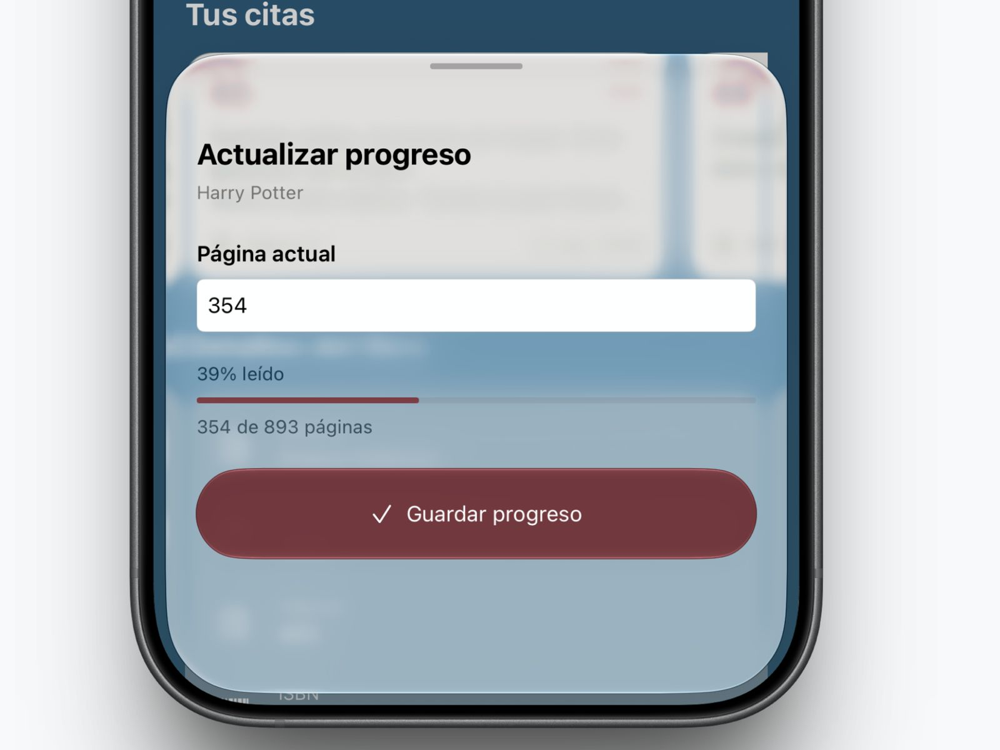 Tus citas
Actualizar progreso
Harry Potter
Página actual
354
39% leído
354 de 893 páginas
Guardar progreso
ISBN